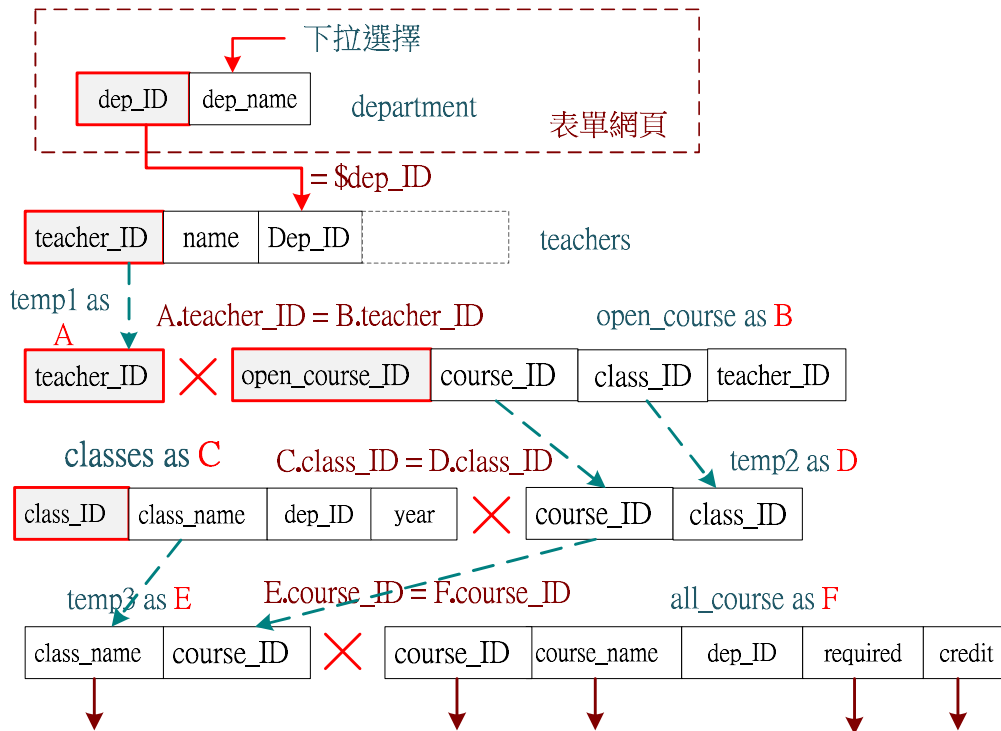 下拉選擇
dep_ID dep_name
department
表單網頁
= $dep_ID
teacher_ID name Dep_ID
teachers
temp1 as
A
A.teacher_ID = B.teacher_ID
open_course as B
teacher_ID open_course_ID course_ID class_ID teacher_ID
classes as C
C.class_ID = D.class_ID
temp2 as D
class_ID class_name dep_ID year course_ID class_ID
temp3 as E
E.course_ID = F.course_ID
all_course as F
class_name course_ID course_ID course_name dep_ID required credit